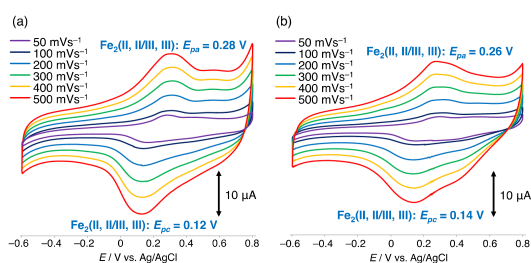 (a)
Fe₂(II, II/III, III): Eₚₐ = 0.28 V
50 mVs⁻¹
100 mVs⁻¹
200 mVs⁻¹
300 mVs⁻¹
400 mVs⁻¹
500 mVs⁻¹
10 µA
Fe₂(II, II/III, III): Eₚc = 0.12 V
−0.6 −0.4 −0.2 0 0.2 0.4 0.6 0.8
E / V vs. Ag/AgCl
(b)
Fe₂(II, II/III, III): Eₚₐ = 0.26 V
50 mVs⁻¹
100 mVs⁻¹
200 mVs⁻¹
300 mVs⁻¹
400 mVs⁻¹
500 mVs⁻¹
10 µA
Fe₂(II, II/III, III): Eₚc = 0.14 V
−0.6 −0.4 −0.2 0 0.2 0.4 0.6 0.8
E / V vs. Ag/AgCl